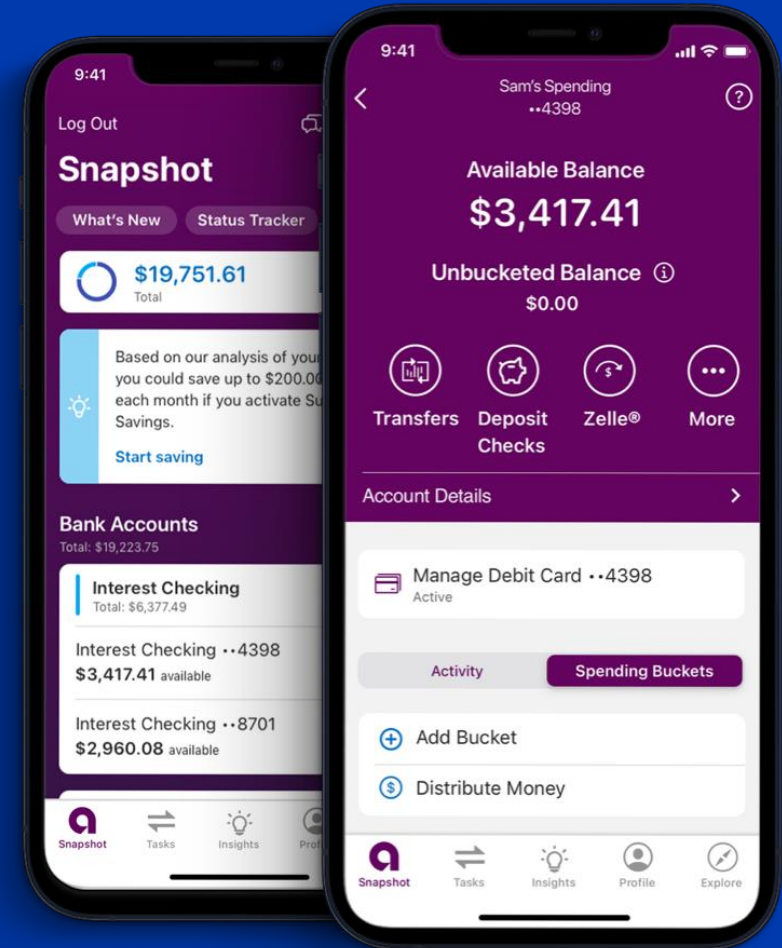 9:41
Log Out
Snapshot
What's New
Status Tracker
$19,751.61
Total
Based on our analysis of your
you could save up to $200.00
each month if you activate
Savings.
Start saving
Bank Accounts
Total: $19,223.75
Interest Checking
Total: $6,377.49
Interest Checking ••4398
$3,417.41 available
Interest Checking ••8701
$2,960.08 available
Snapshot
Tasks
Insights
9:41
Sam's Spending
••4398
?
Available Balance
$3,417.41
Unbucketed Balance i
$0.00
Transfers
Deposit
Checks
Zelle®
More
Account Details
Manage Debit Card ••4398
Active
Activity
Spending Buckets
Add Bucket
Distribute Money
Snapshot
Tasks
Insights
Profile
Explore